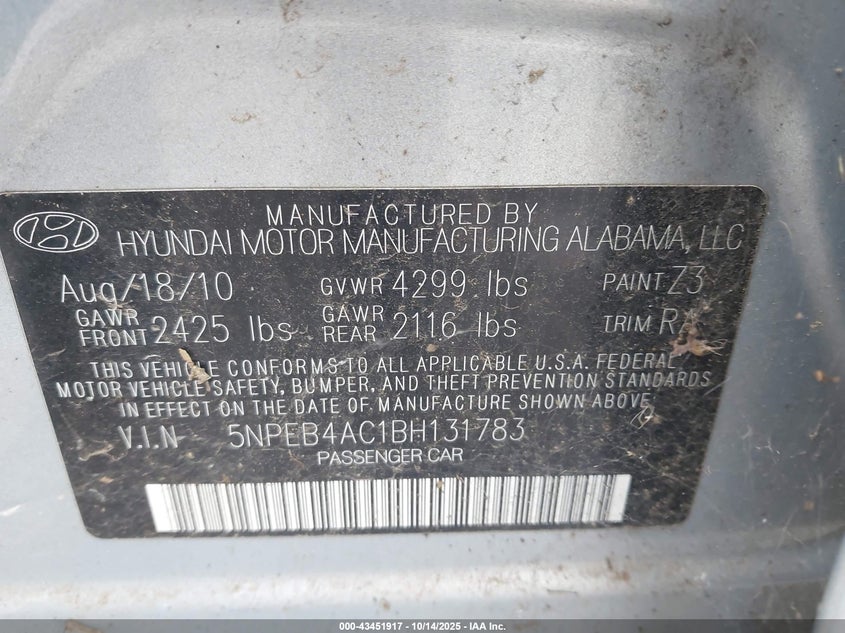 MANUFACTURED BY
HYUNDAI MOTOR MANUFACTURING ALABAMA, LLC
Aug/18/10 GVWR 4299 lbs PAINT Z3
GAWR FRONT 2425 lbs GAWR REAR 2116 lbs TRIM RA
THIS VEHICLE CONFORMS TO ALL APPLICABLE U.S.A. FEDERAL
MOTOR VEHICLE SAFETY, BUMPER, AND THEFT PREVENTION STANDARDS
IN EFFECT ON THE DATE OF MANUFACTURE SHOWN ABOVE
V.I.N 5NPEB4AC1BH131783
PASSENGER CAR
000-43451917 - 10/14/2025 - IAA Inc.